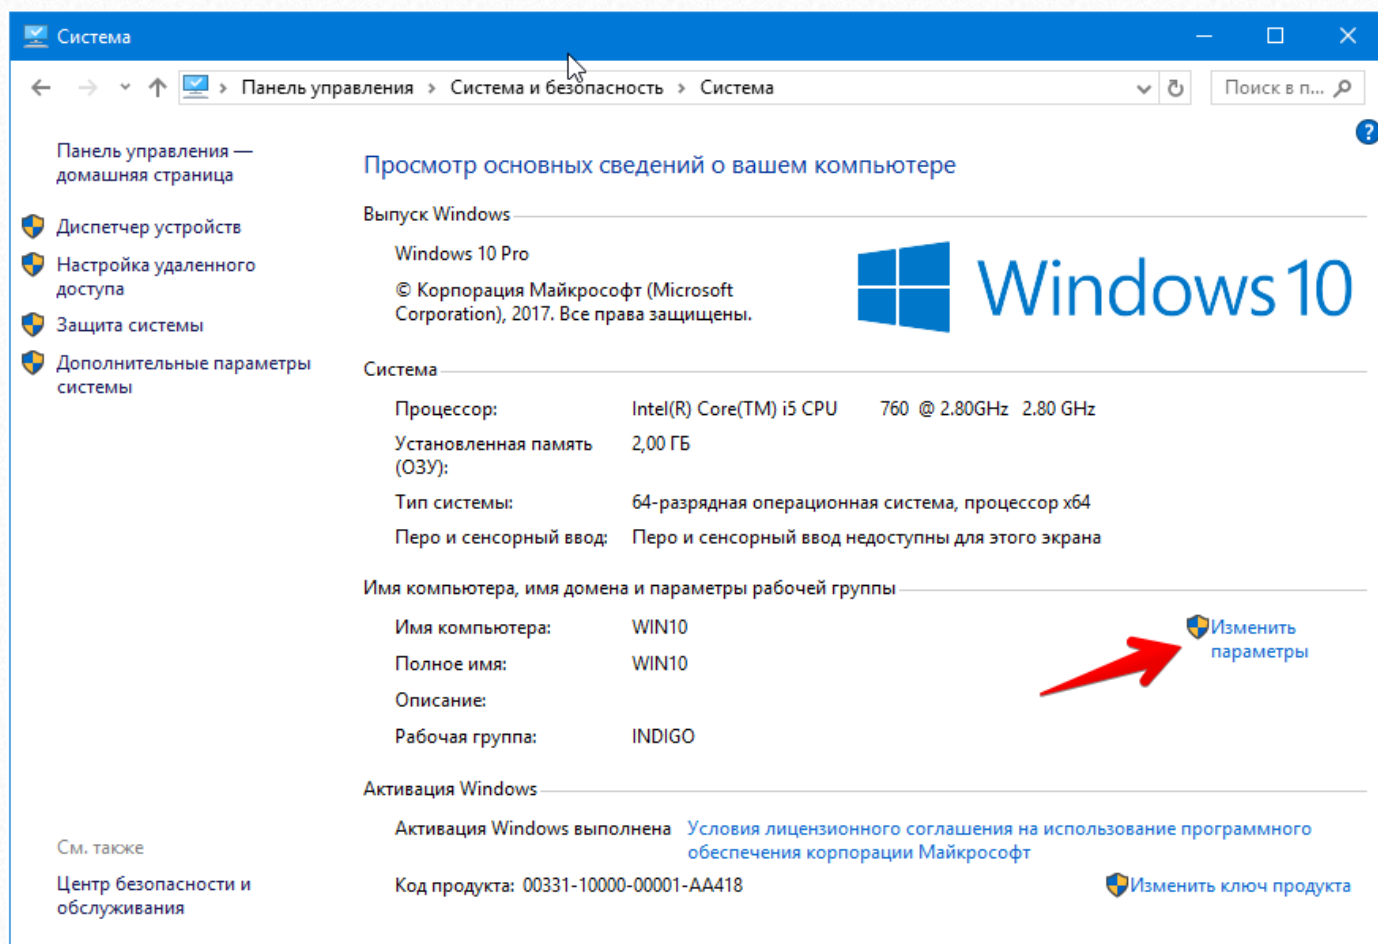 Система
Панель управления › Система и безопасность › Система
Поиск в п...
?
Панель управления —
домашняя страница
Диспетчер устройств
Настройка удаленного
доступа
Защита системы
Дополнительные параметры
системы
См. также
Центр безопасности и
обслуживания
Просмотр основных сведений о вашем компьютере
Выпуск Windows
Windows 10 Pro
© Корпорация Майкрософт (Microsoft
Corporation), 2017. Все права защищены.
Windows 10
Система
Процессор: Intel(R) Core(TM) i5 CPU 760 @ 2.80GHz 2.80 GHz
Установленная память
(ОЗУ): 2,00 ГБ
Тип системы: 64-разрядная операционная система, процессор x64
Перо и сенсорный ввод: Перо и сенсорный ввод недоступны для этого экрана
Имя компьютера, имя домена и параметры рабочей группы
Имя компьютера: WIN10
Изменить
параметры
Полное имя: WIN10
Описание:
Рабочая группа: INDIGO
Активация Windows
Активация Windows выполнена Условия лицензионного соглашения на использование программного
обеспечения корпорации Майкрософт
Код продукта: 00331-10000-00001-AA418 Изменить ключ продукта